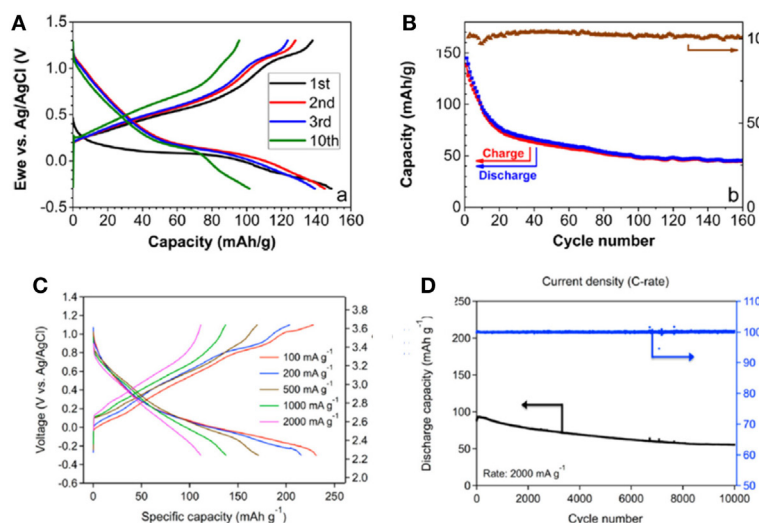 A
Ewe vs. Ag/AgCl (V
1.5
1.0
0.5
0.0
-0.5
1st
2nd
3rd
10th
a
0 20 40 60 80 100 120 140 160
Capacity (mAh/g)
B
Capacity (mAh/g)
150
100
50
0
10
50
0
Charge
Discharge
b
0 20 40 60 80 100 120 140 160
Cycle number
C
Voltage (V vs. Ag/AgCl)
1.4
1.2
1.0
0.8
0.6
0.4
0.2
0.0
-0.2
-0.4
-0.6
3.8
3.6
3.4
3.2
3.0
2.8
2.6
2.4
2.2
2.0
100 mA g-1
200 mA g-1
500 mA g-1
1000 mA g-1
2000 mA g-1
0 50 100 150 200 250
Specific capacity (mAh g-1)
D
Current density (C-rate)
Discharge capacity (mAh g-1)
250
200
150
100
50
0
110
100
90
80
70
60
50
Rate: 2000 mA g-1
0 2000 4000 6000 8000 10000
Cycle number